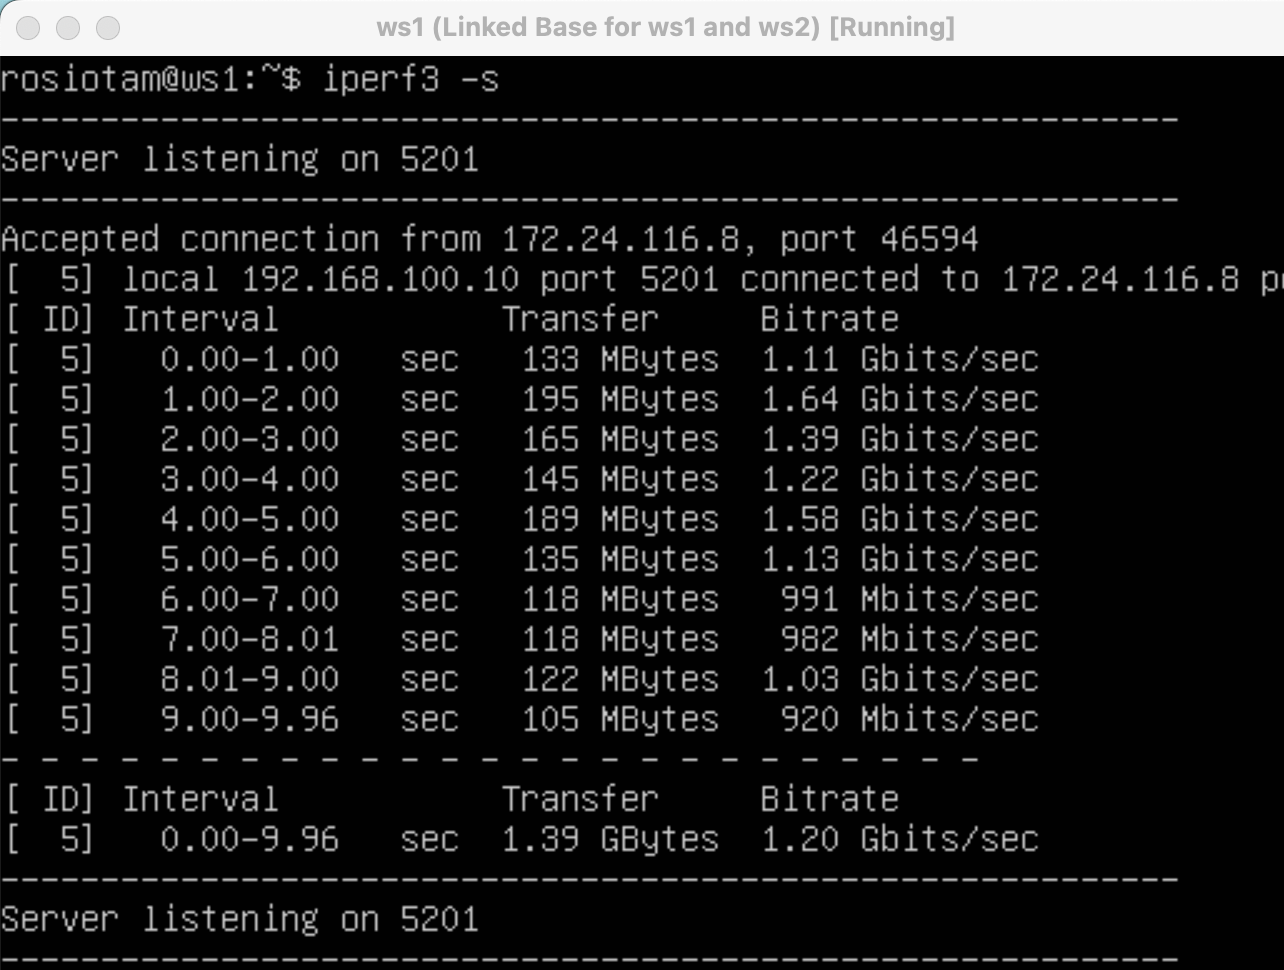 ws1 (Linked Base for ws1 and ws2) [Running]
rosiotam@ws1:~$ iperf3 -s
-----------------------------------------------------------
Server listening on 5201
-----------------------------------------------------------
Accepted connection from 172.24.116.8, port 46594
[  5] local 192.168.100.10 port 5201 connected to 172.24.116.8
[ ID] Interval           Transfer     Bitrate
[  5]   0.00-1.00   sec   133 MBytes  1.11 Gbits/sec
[  5]   1.00-2.00   sec   195 MBytes  1.64 Gbits/sec
[  5]   2.00-3.00   sec   165 MBytes  1.39 Gbits/sec
[  5]   3.00-4.00   sec   145 MBytes  1.22 Gbits/sec
[  5]   4.00-5.00   sec   189 MBytes  1.58 Gbits/sec
[  5]   5.00-6.00   sec   135 MBytes  1.13 Gbits/sec
[  5]   6.00-7.00   sec   118 MBytes   991 Mbits/sec
[  5]   7.00-8.01   sec   118 MBytes   982 Mbits/sec
[  5]   8.01-9.00   sec   122 MBytes  1.03 Gbits/sec
[  5]   9.00-9.96   sec   105 MBytes   920 Mbits/sec
- - - - - - - - - - - - - - - - - - - - - - - - -
[ ID] Interval           Transfer     Bitrate
[  5]   0.00-9.96   sec  1.39 GBytes  1.20 Gbits/sec
-----------------------------------------------------------
Server listening on 5201
-----------------------------------------------------------